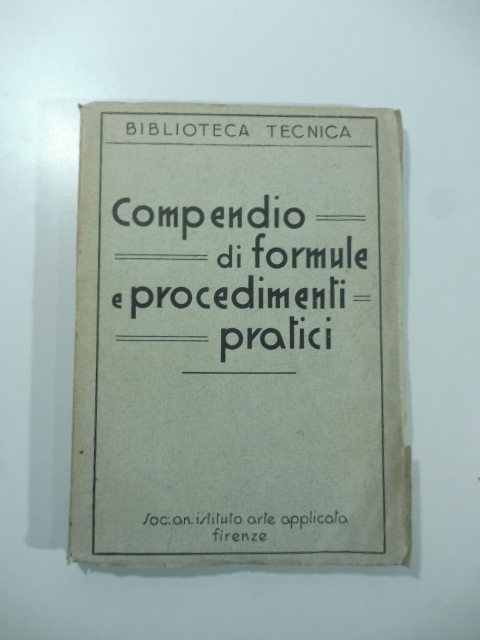 BIBLIOTECA TECNICA
Compendio
di formule
e procedimenti
pratici
Soc. an. istituto arte applicata
firenze